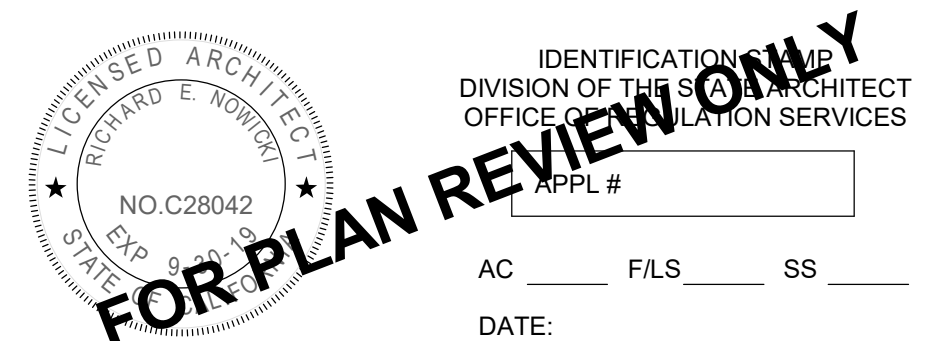 LICENSED ARCHITECT
RICHARD E. NOWICKI
NO.C28042
EXP 9-30-19
STATE OF CALIFORNIA
IDENTIFICATION STAMP
DIVISION OF THE STATE ARCHITECT
OFFICE OF REGULATION SERVICES
APPL #
AC F/LS SS
DATE:
FOR PLAN REVIEW ONLY